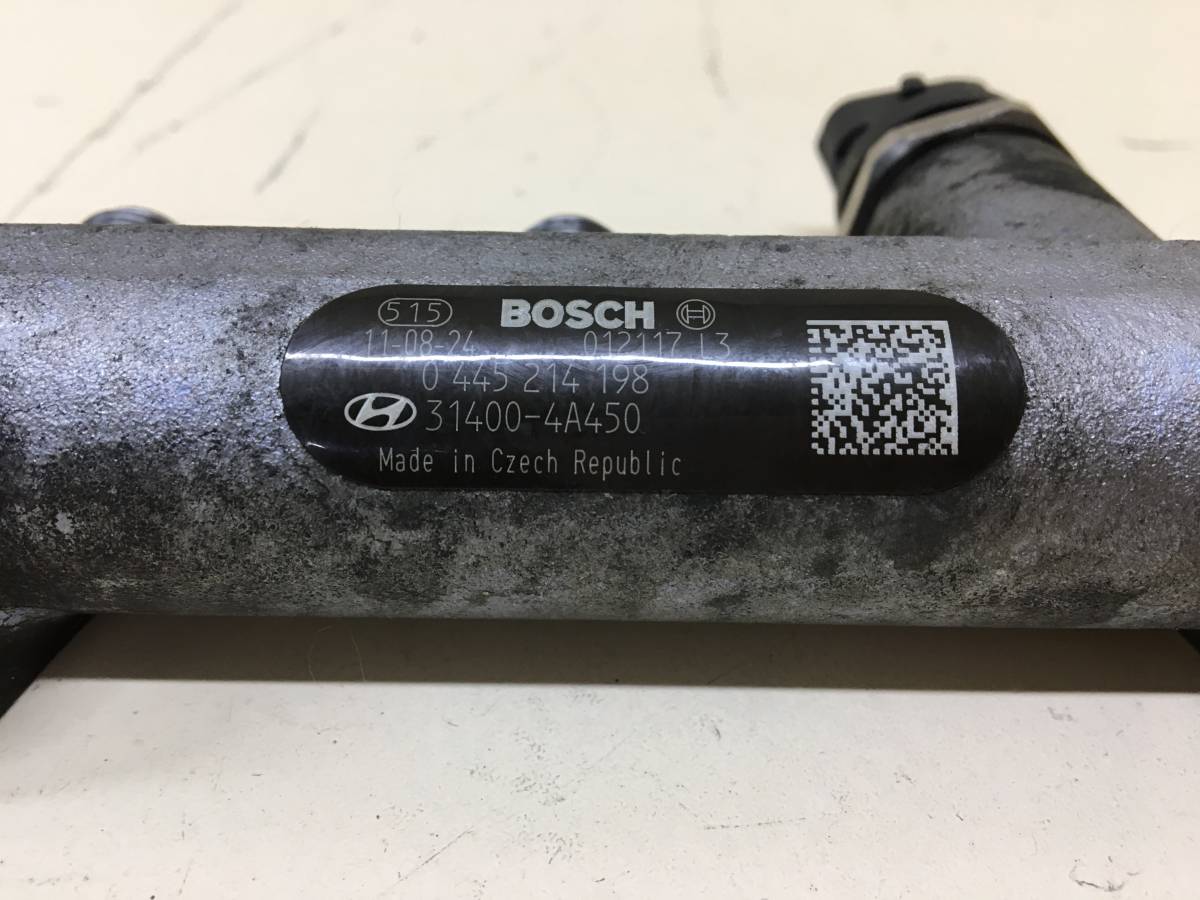 515 BOSCH
11-08-24 012117 L3
0 445 214 198
31400-4A450
Made in Czech Republic